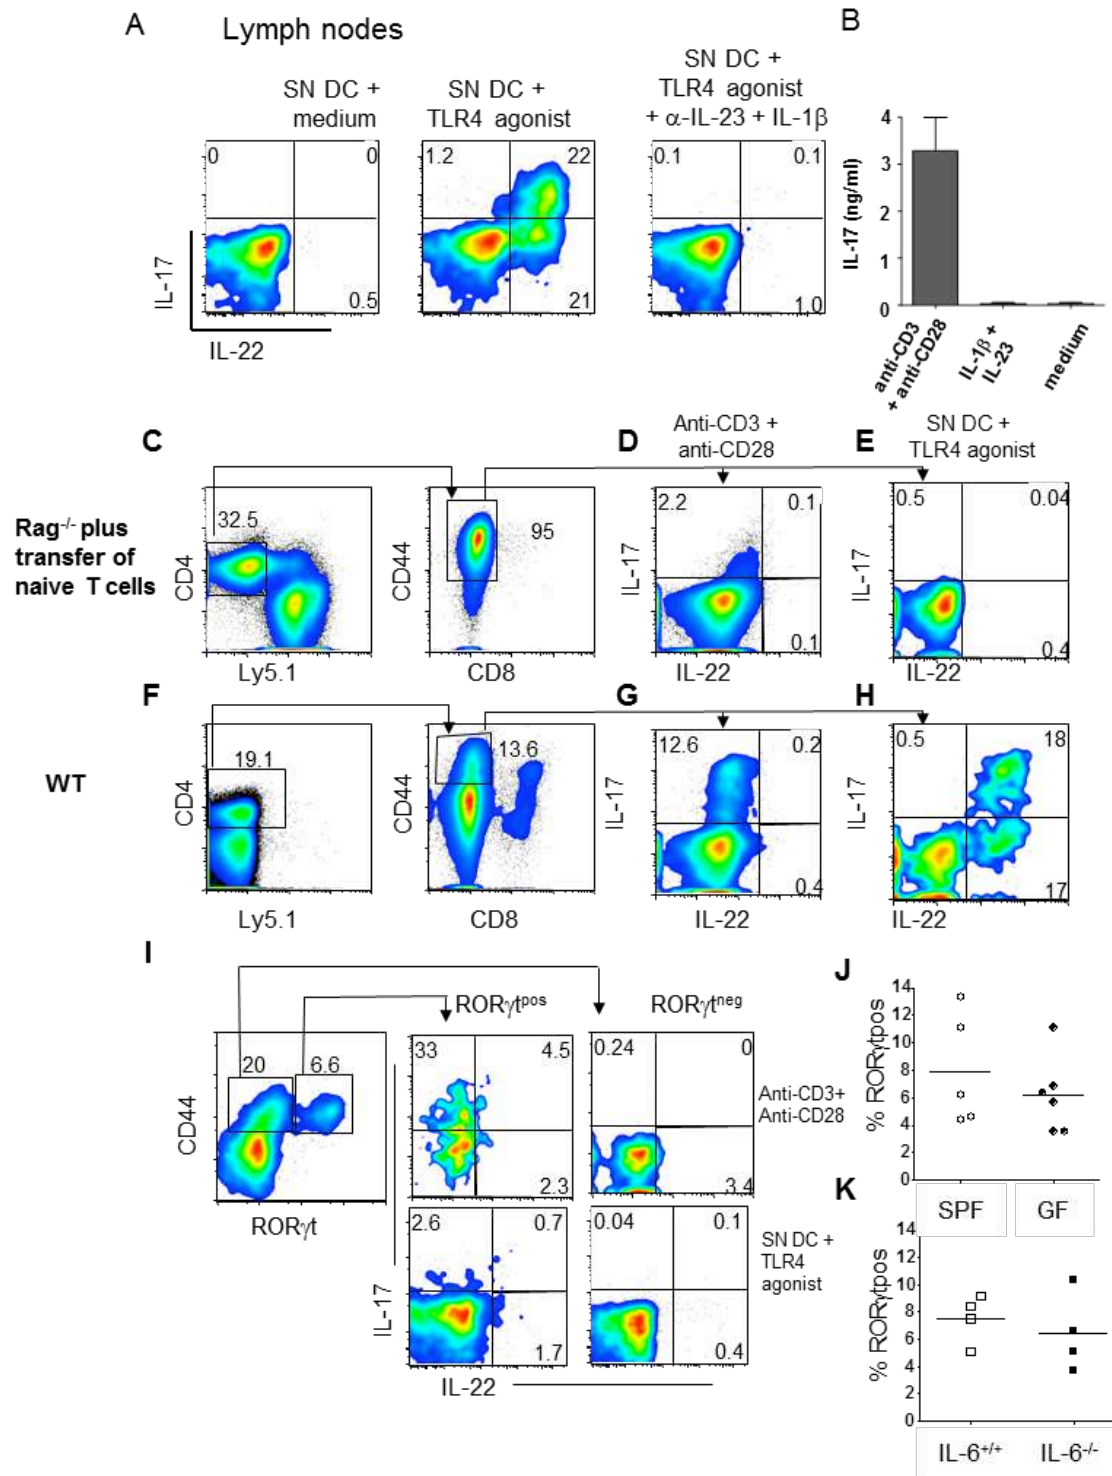 A
Lymph nodes
SN DC +
medium
SN DC +
TLR4 agonist
SN DC +
TLR4 agonist
+ α-IL-23 + IL-1β
0
0
0.5
1.2
22
21
0.1
0.1
1.0
IL-17
IL-22
B
IL-17 (ng/ml)
4
3
2
1
0
anti-CD3
+ anti-CD28
IL-1β +
IL-23
medium
C
D
Anti-CD3 +
anti-CD28
E
SN DC +
TLR4 agonist
Rag-/- plus
transfer of
naive T cells
32.5
CD4
Ly5.1
95
CD44
CD8
2.2
0.1
0.1
IL-17
IL-22
0.5
0.04
0.4
IL-17
IL-22
F
G
H
WT
19.1
CD4
Ly5.1
13.6
CD44
CD8
12.6
0.2
0.4
IL-17
IL-22
0.5
18
17
IL-17
IL-22
I
RORγtpos
RORγtneg
20
6.6
CD44
RORγt
33
4.5
2.3
0.24
0
3.4
Anti-CD3+
Anti-CD28
2.6
0.7
1.7
0.04
0.1
0.4
SN DC +
TLR4
agonist
IL-17
IL-22
J
% RORγtpos
14
12
10
8
6
4
2
0
SPF
GF
K
% RORγtpos
14
12
10
8
6
4
2
0
IL-6+/+
IL-6-/-